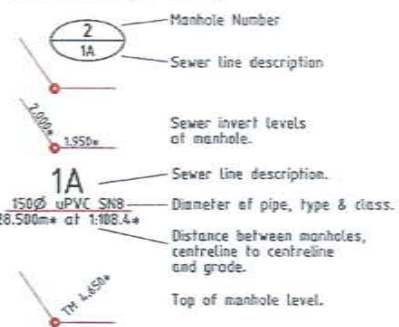 2
1A
Manhole Number
Sewer line description
2.000*
1.950*
Sewer invert levels
at manhole.
1A
Sewer line description.
150Ø uPVC SN8
Diameter of pipe, type & class.
28.500m* at 1:108.4*
Distance between manholes,
centreline to centreline
and grade.
TM 4.650*
Top of manhole level.